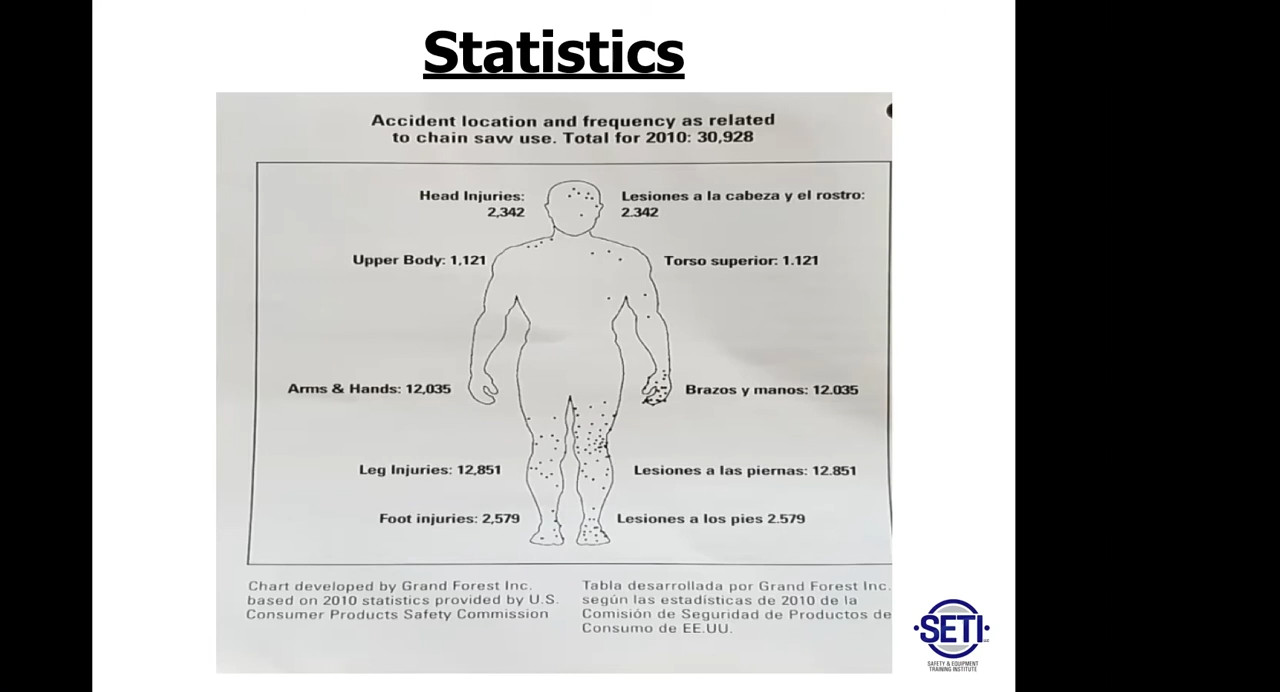 Statistics
Accident location and frequency as related
to chain saw use. Total for 2010: 30,928
Head Injuries:
2,342
Lesiones a la cabeza y el rostro:
2.342
Upper Body: 1,121
Torso superior: 1.121
Arms & Hands: 12,035
Brazos y manos: 12.035
Leg Injuries: 12,851
Lesiones a las piernas: 12.851
Foot injuries: 2,579
Lesiones a los pies 2.579
Chart developed by Grand Forest Inc.
based on 2010 statistics provided by U.S.
Consumer Products Safety Commission
Tabla desarrollada por Grand Forest Inc.
según las estadísticas de 2010 de la
Comisión de Seguridad de Productos de
Consumo de EE.UU.
SETI
SAFETY & EQUIPMENT
TRAINING INSTITUTE